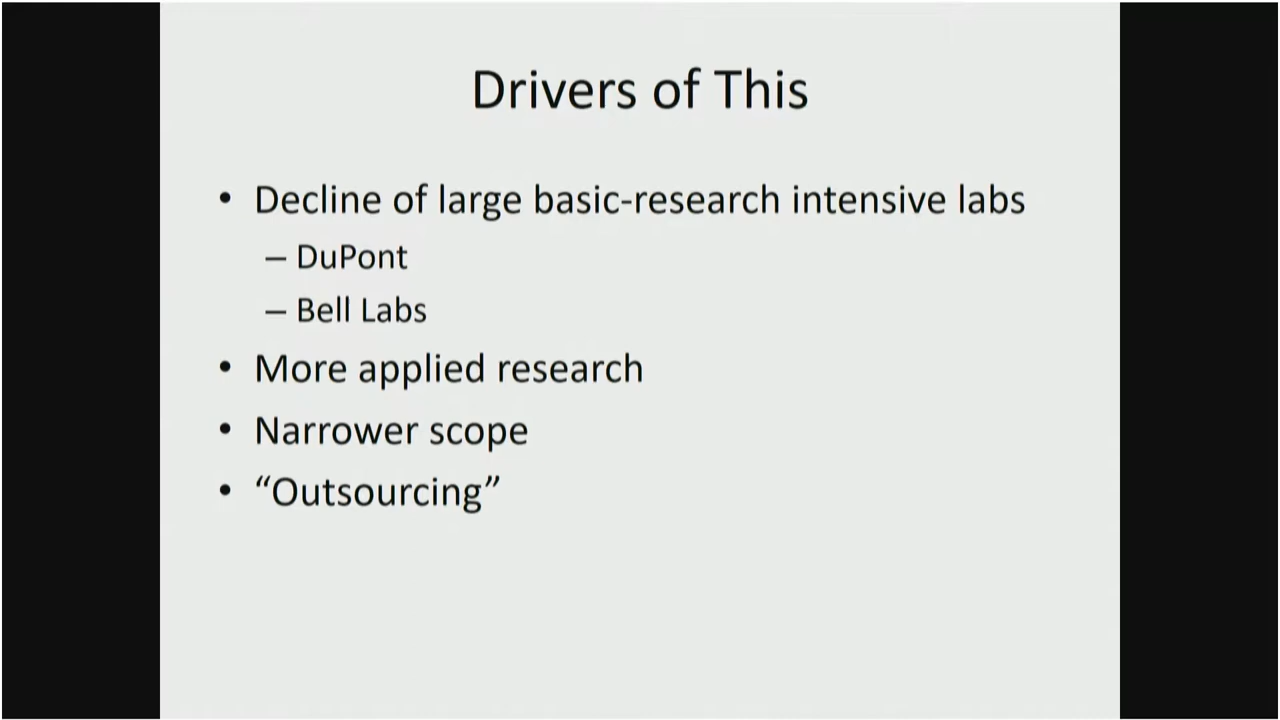 Drivers of This
• Decline of large basic-research intensive labs
– DuPont
– Bell Labs
• More applied research
• Narrower scope
• “Outsourcing”